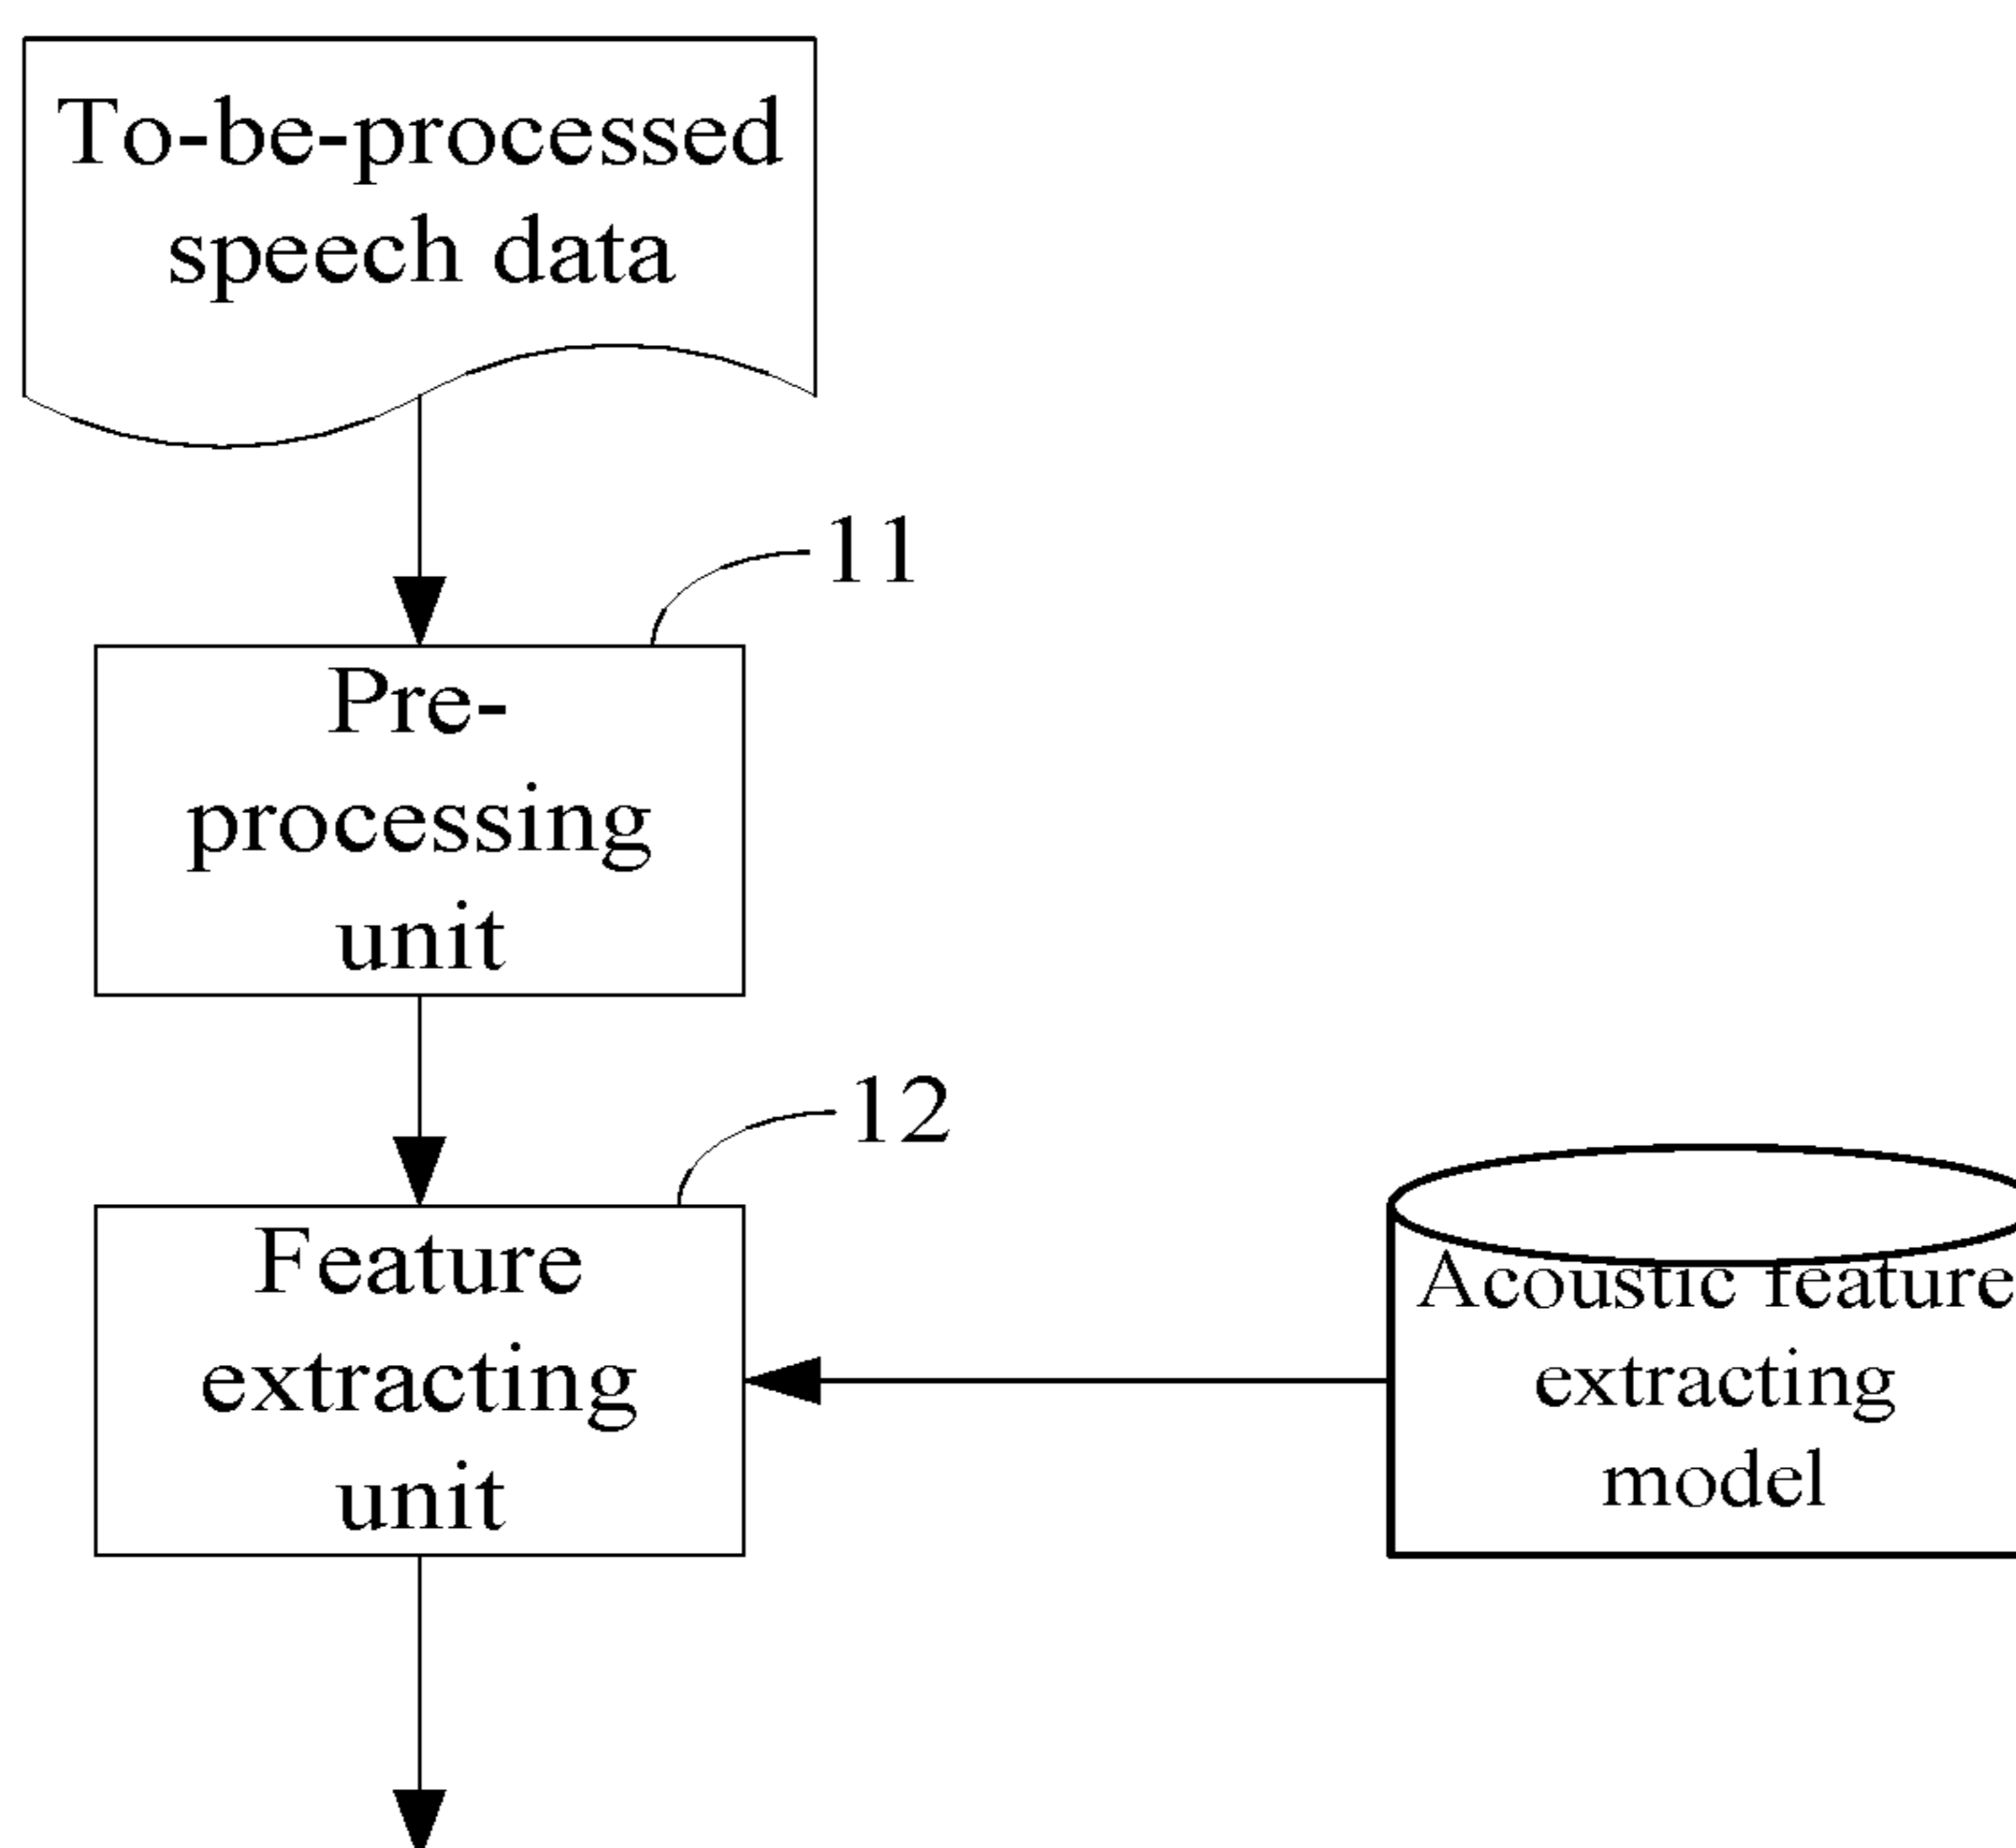 To-be-processed
speech data
11
Pre-
processing
unit
12
Feature
extracting
unit
Acoustic feature
extracting
model